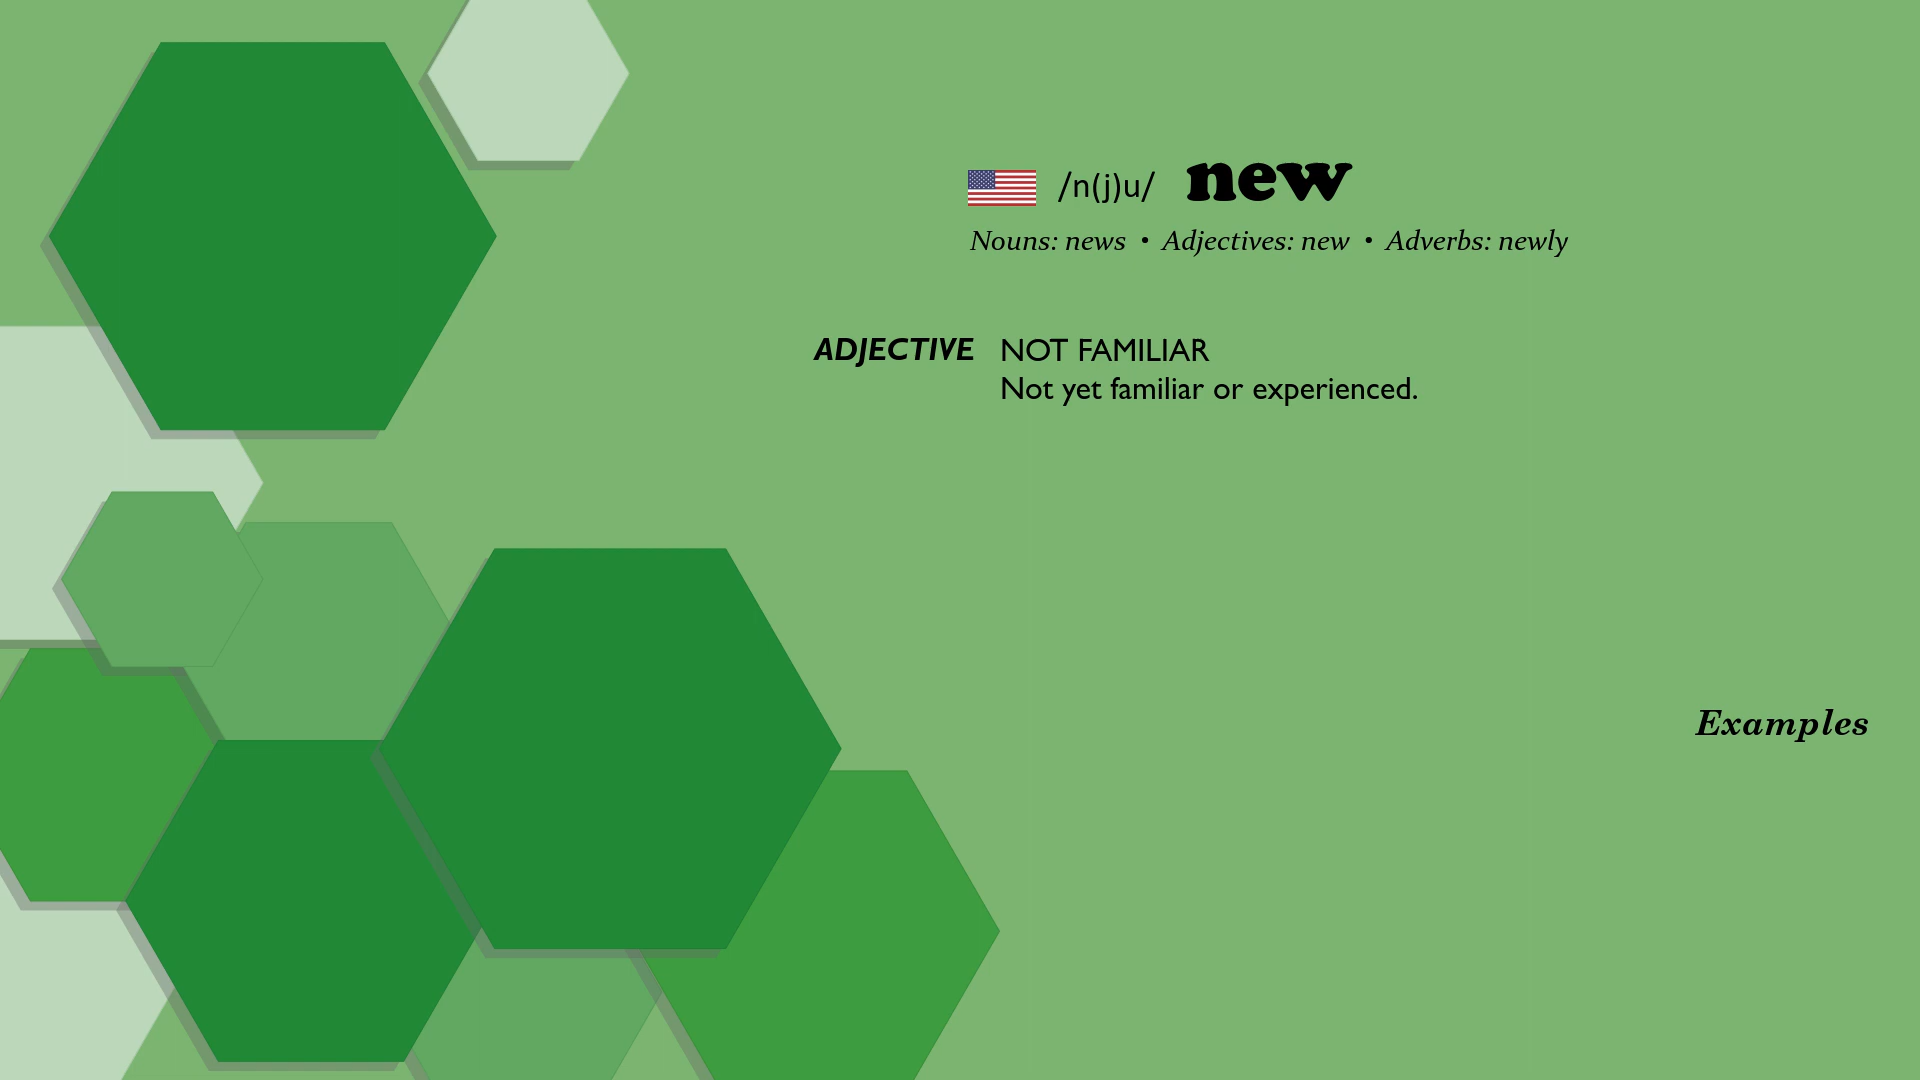 /n(j)u/ new
Nouns: news • Adjectives: new • Adverbs: newly
ADJECTIVE NOT FAMILIAR
Not yet familiar or experienced.
Examples